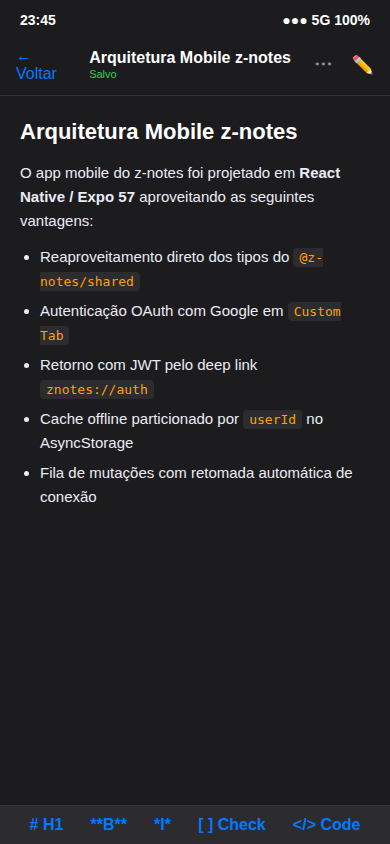 23:45
●●● 5G 100%
← Voltar
Arquitetura Mobile z-notes
Salvo
•••
✏️
Arquitetura Mobile z-notes
O app mobile do z-notes foi projetado em React
Native / Expo 57 aproveitando as seguintes
vantagens:
• Reaproveitamento direto dos tipos do @z-
notes/shared
• Autenticação OAuth com Google em Custom
Tab
• Retorno com JWT pelo deep link
znotes://auth
• Cache offline particionado por userId no
AsyncStorage
• Fila de mutações com retomada automática de
conexão
# H1 **B** *I* [ ] Check </> Code